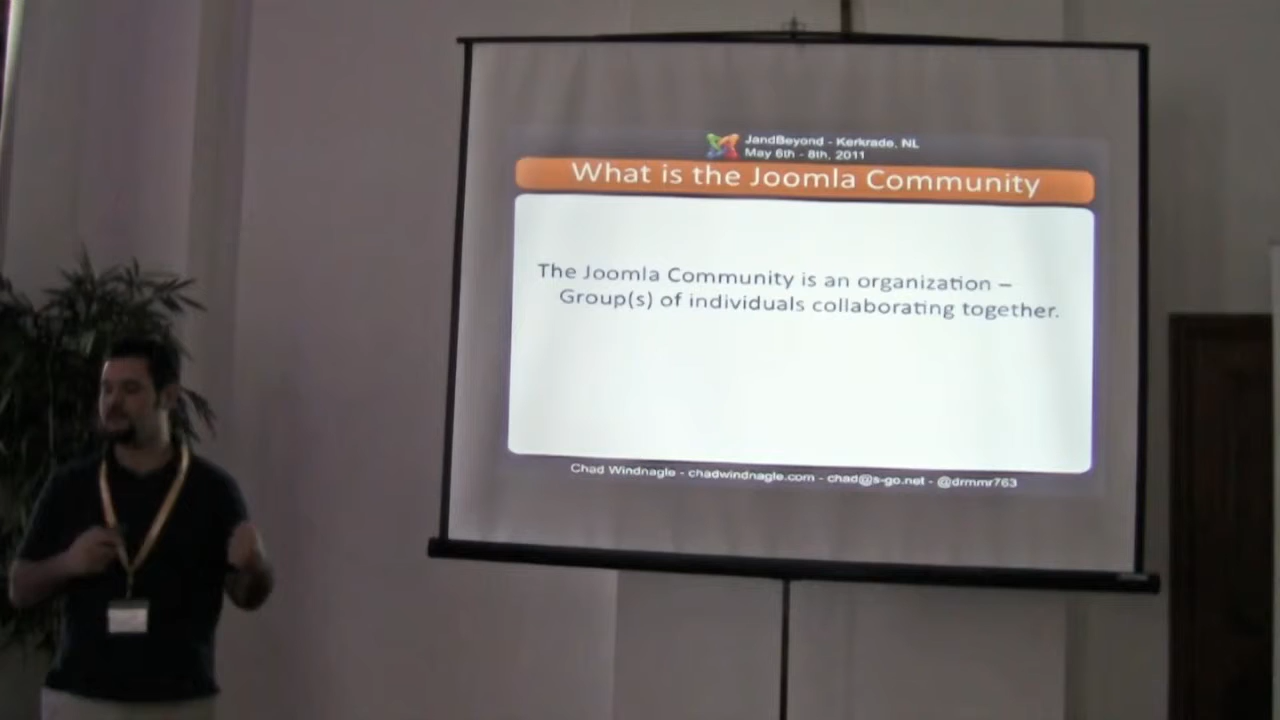 JandBeyond - Kerkrade, NL
May 6th - 8th, 2011
What is the Joomla Community
The Joomla Community is an organization –
Group(s) of individuals collaborating together.
Chad Windnagle - chadwindnagle.com - chad@s-go.net - @drmmr763